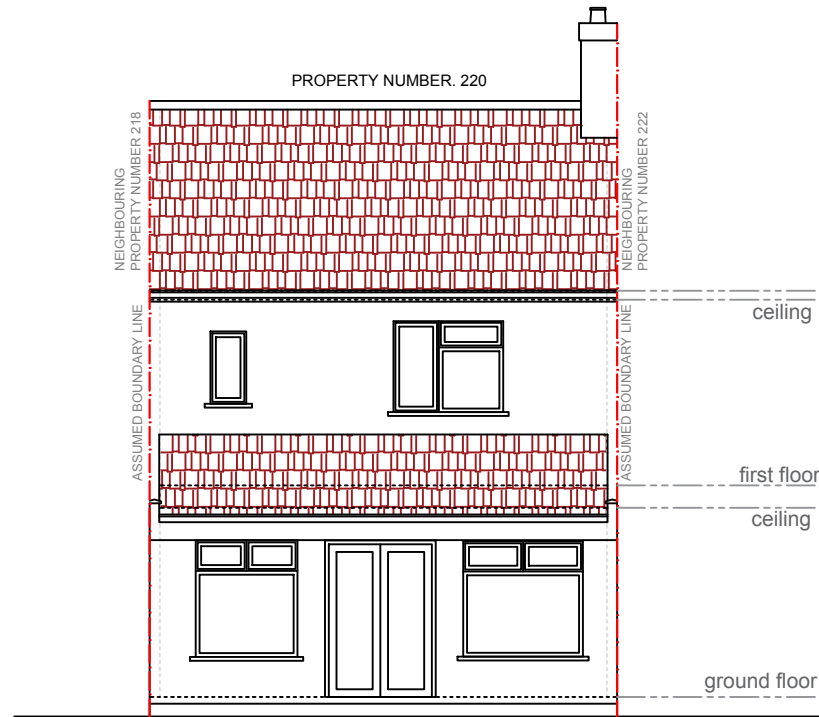 PROPERTY NUMBER. 220
NEIGHBOURING
PROPERTY NUMBER 218
NEIGHBOURING
PROPERTY NUMBER 222
ceiling
ASSUMED BOUNDARY LINE
ASSUMED BOUNDARY LINE
first floor
ceiling
ground floor